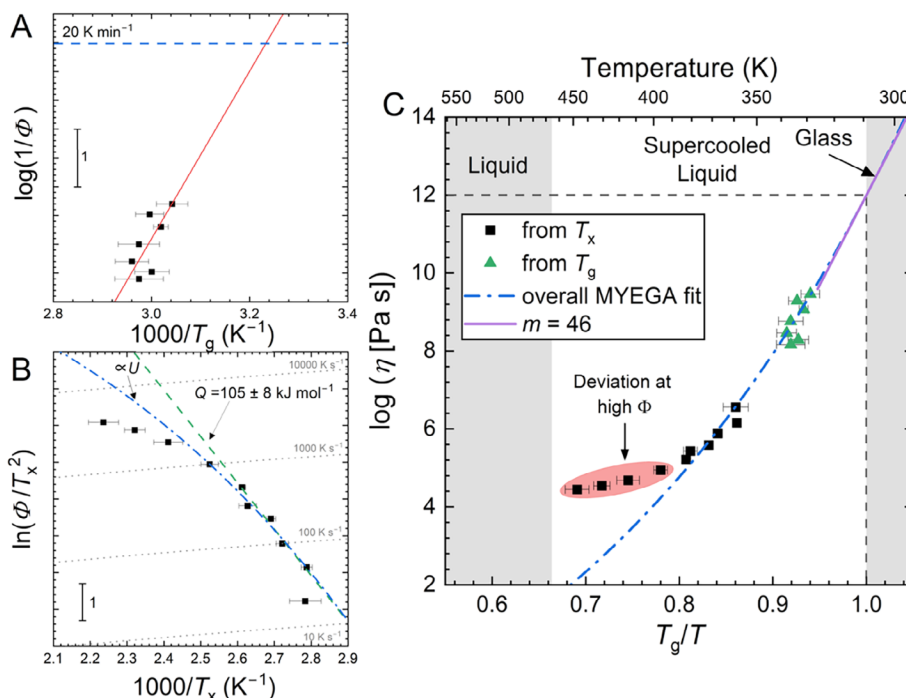 A
20 K min⁻¹
log(1/Φ)
1
2.8 3.0 3.2 3.4
1000/Tg (K⁻¹)
B
∝U
Q =105 ± 8 kJ mol⁻¹
10000 K s⁻¹
1000 K s⁻¹
100 K s⁻¹
10 K s⁻¹
ln(Φ/Tx²)
1
2.1 2.2 2.3 2.4 2.5 2.6 2.7 2.8 2.9
1000/Tx (K⁻¹)
Temperature (K)
C
550 500 450 400 350 300
14
12
10
8
6
4
2
log (η [Pa s])
Liquid
Supercooled
Liquid
Glass
from Tx
from Tg
overall MYEGA fit
m = 46
Deviation at
high Φ
0.6 0.7 0.8 0.9 1.0
Tg/T